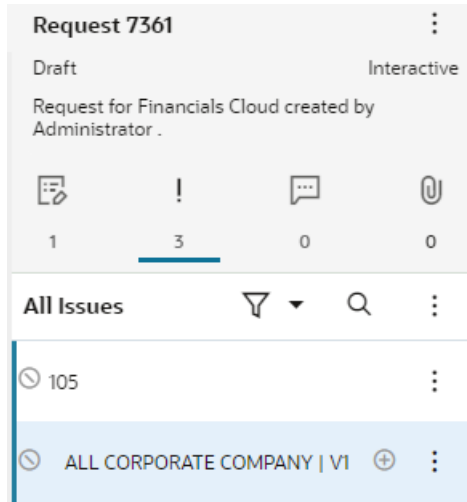 Request 7361
Draft Interactive
Request for Financials Cloud created by
Administrator .
1 3 0 0
All Issues
105
ALL CORPORATE COMPANY | V1